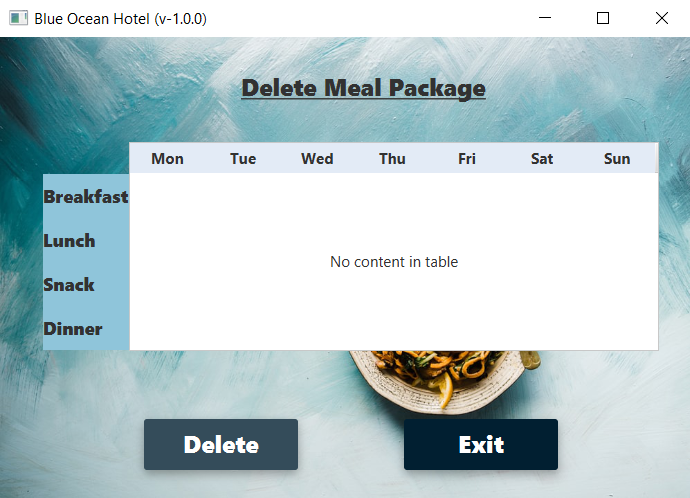 Blue Ocean Hotel (v-1.0.0)
Delete Meal Package
Mon Tue Wed Thu Fri Sat Sun
Breakfast
Lunch
No content in table
Snack
Dinner
Delete Exit